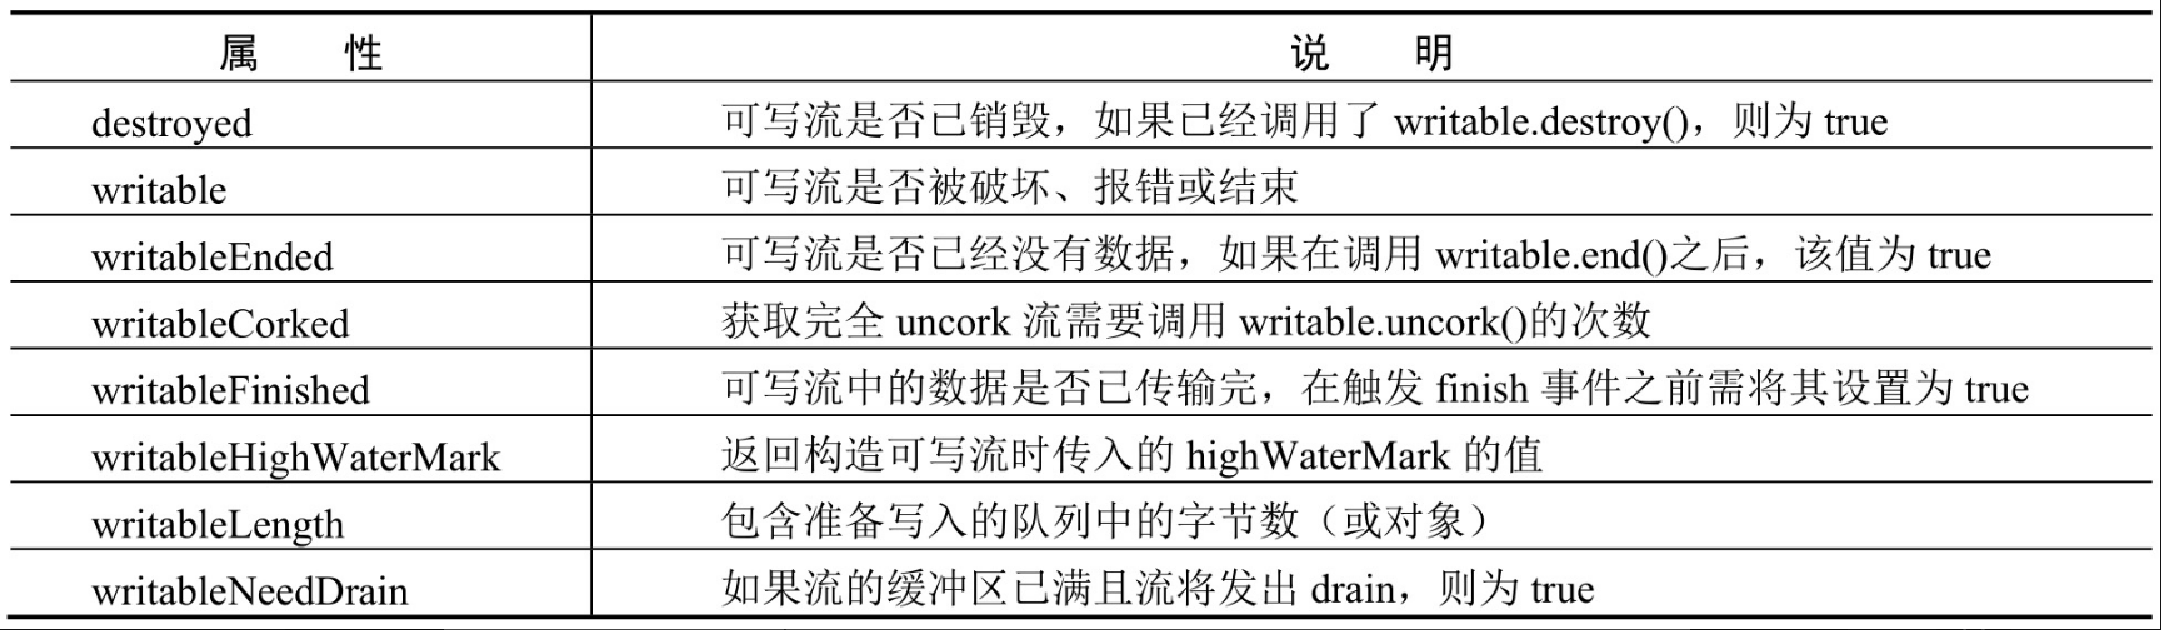 属 性 说 明
destroyed 可写流是否已销毁，如果已经调用了 writable.destroy()，则为 true
writable 可写流是否被破坏、报错或结束
writableEnded 可写流是否已经没有数据，如果在调用 writable.end()之后，该值为 true
writableCorked 获取完全 uncork 流需要调用 writable.uncork()的次数
writableFinished 可写流中的数据是否已传输完，在触发 finish 事件之前需将其设置为 true
writableHighWaterMark 返回构造可写流时传入的 highWaterMark 的值
writableLength 包含准备写入的队列中的字节数（或对象）
writableNeedDrain 如果流的缓冲区已满且流将发出 drain，则为 true